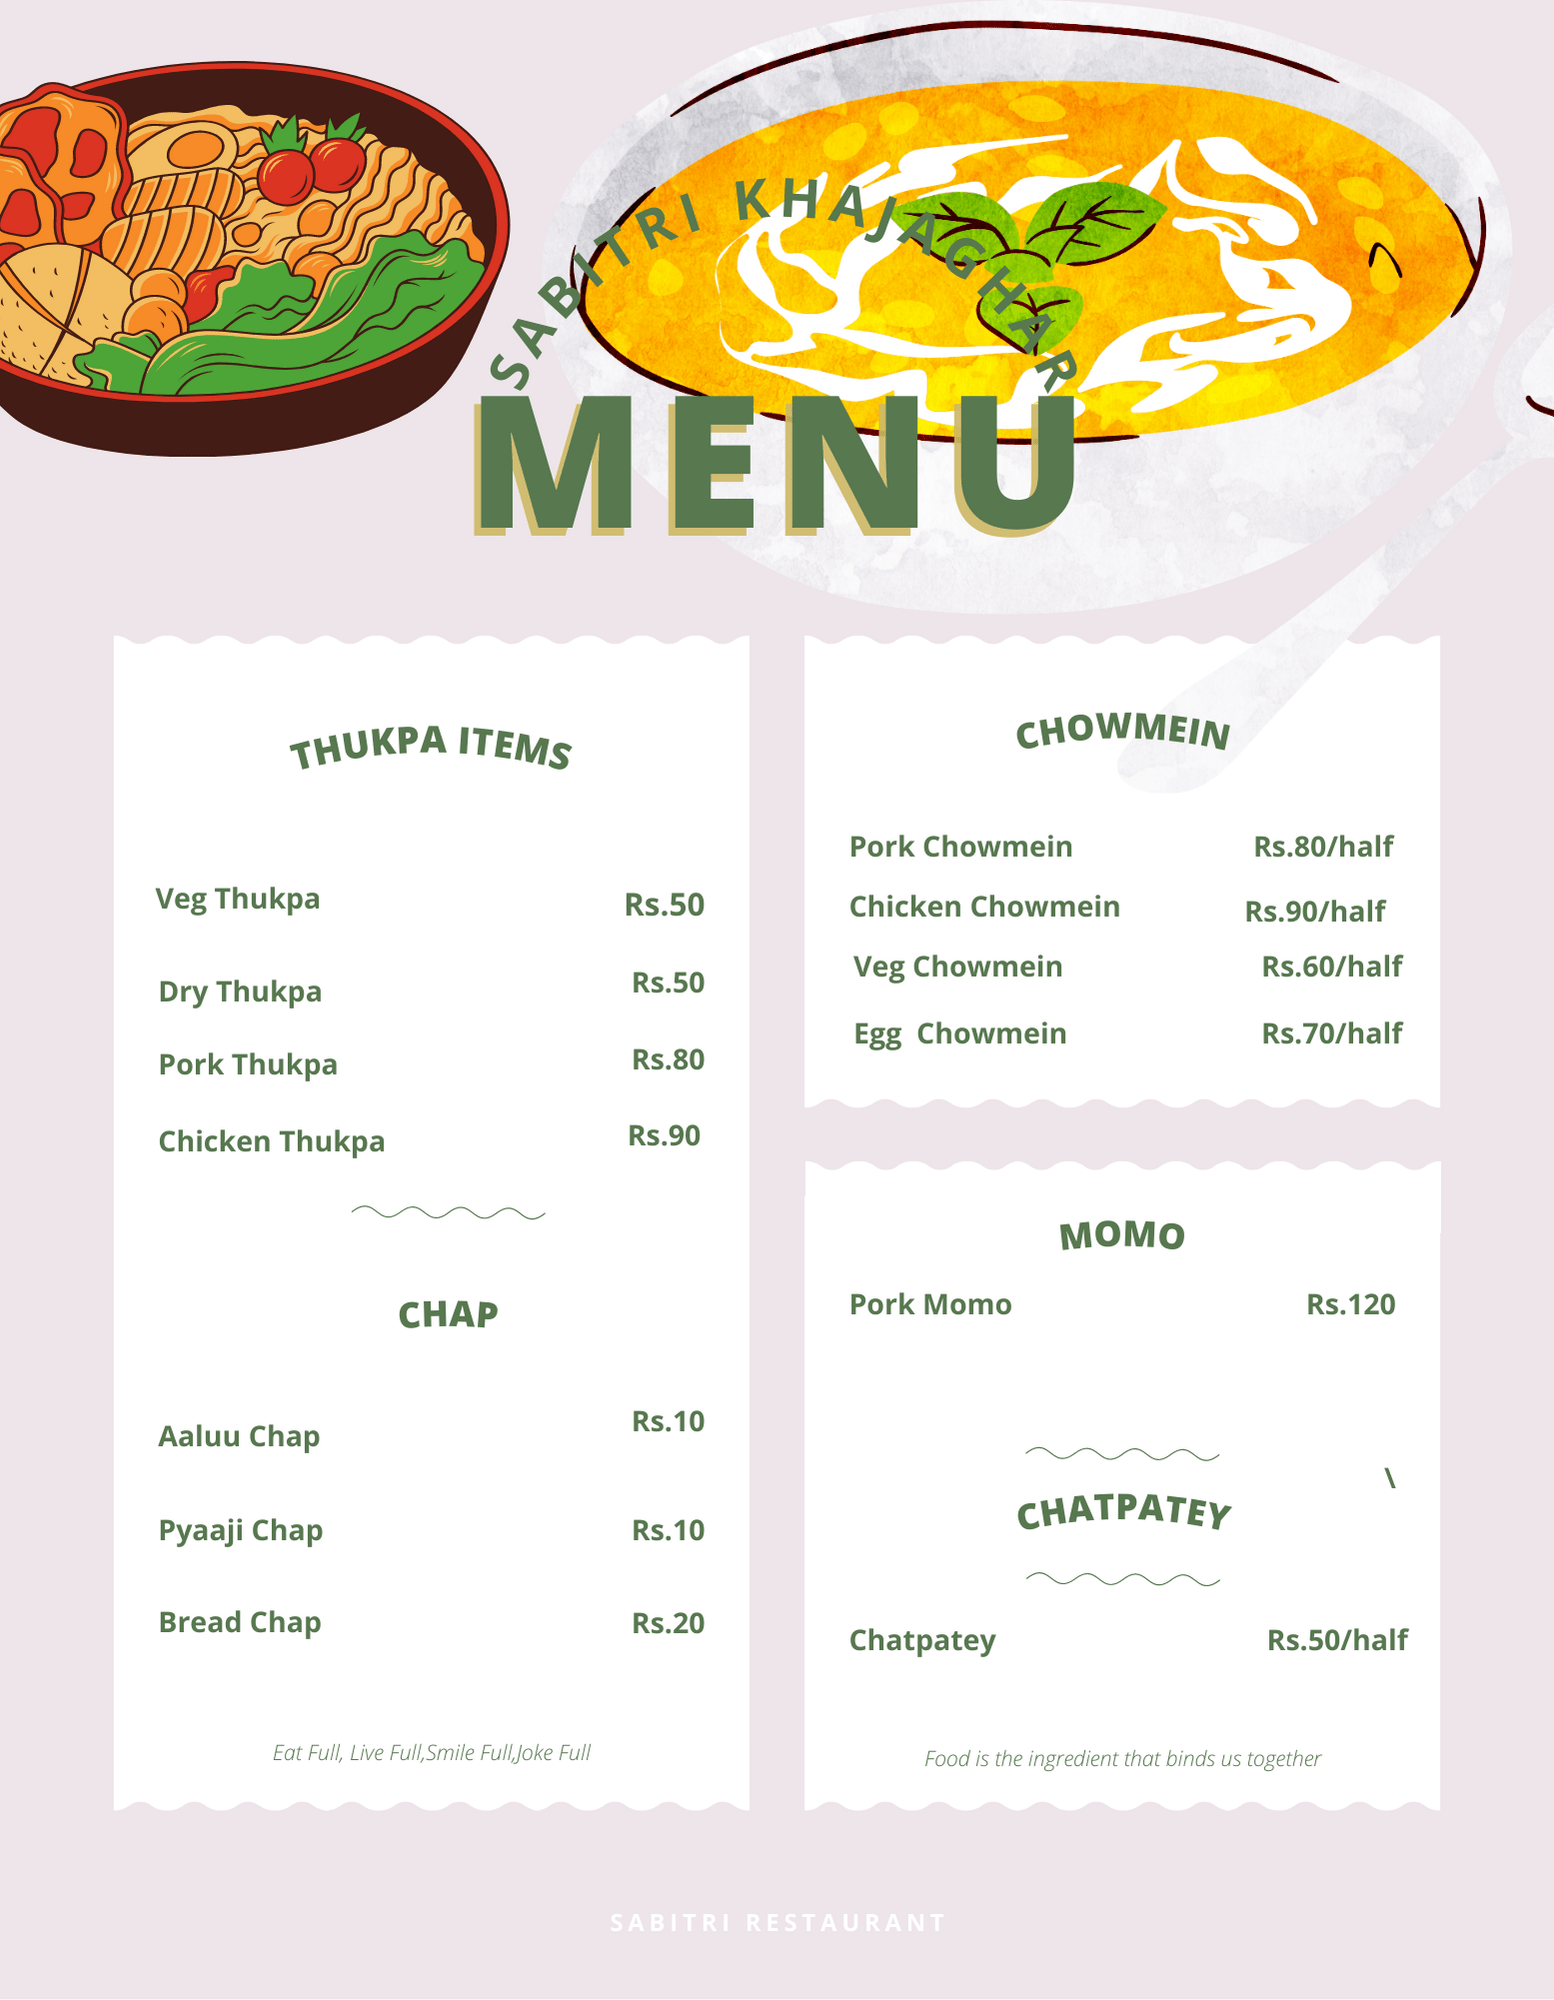 SABITRI KHAJAGHAR
MENU
THUKPA ITEMS
Veg Thukpa Rs.50
Dry Thukpa Rs.50
Pork Thukpa Rs.80
Chicken Thukpa Rs.90
CHAP
Aaluu Chap Rs.10
Pyaaji Chap Rs.10
Bread Chap Rs.20
Eat Full, Live Full,Smile Full,Joke Full
CHOWMEIN
Pork Chowmein Rs.80/half
Chicken Chowmein Rs.90/half
Veg Chowmein Rs.60/half
Egg  Chowmein Rs.70/half
MOMO
Pork Momo Rs.120
\
CHATPATEY
Chatpatey Rs.50/half
Food is the ingredient that binds us together
SABITRI RESTAURANT